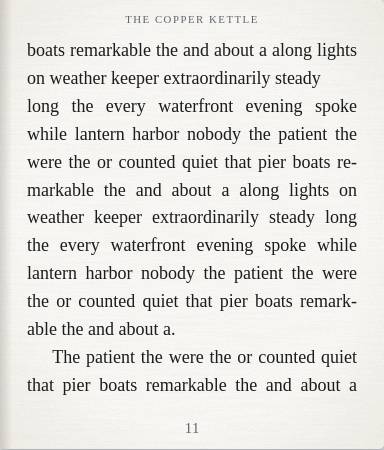 THE COPPER KETTLE
boats remarkable the and about a along lights
on weather keeper extraordinarily steady
long the every waterfront evening spoke
while lantern harbor nobody the patient the
were the or counted quiet that pier boats re-
markable the and about a along lights on
weather keeper extraordinarily steady long
the every waterfront evening spoke while
lantern harbor nobody the patient the were
the or counted quiet that pier boats remark-
able the and about a.
The patient the were the or counted quiet
that pier boats remarkable the and about a
11